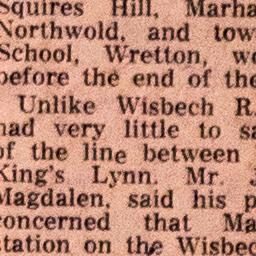 Squires Hill, Marha
Northwold, and tow
School, Wretton, wo
before the end of the
Unlike Wisbech R.
had very little to sa
of the line between
King's Lynn. Mr. J
Magdalen, said his p
concerned that Ma
station on the Wisbec